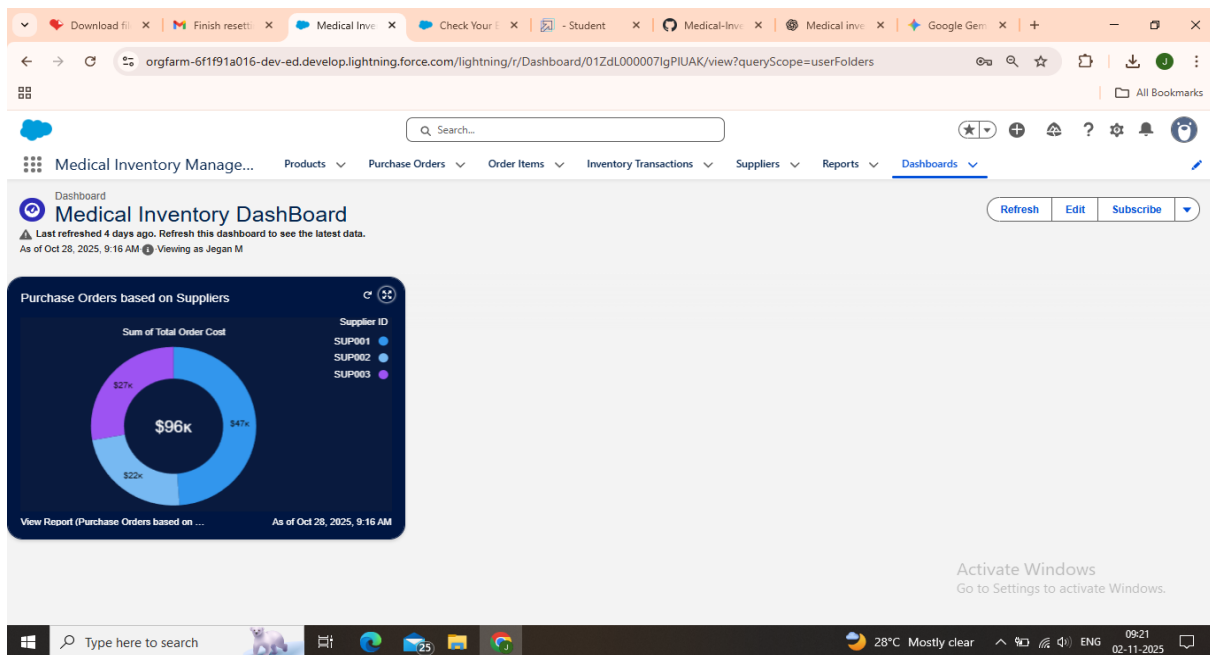 Download fil
Finish resetti
Medical Inve
Check Your E
- Student
Medical-Inve
Medical inve
Google Gem
orgfarm-6f1f91a016-dev-ed.develop.lightning.force.com/lightning/r/Dashboard/01ZdL000007IgPlUAK/view?queryScope=userFolders
J
All Bookmarks
Search...
Medical Inventory Manage...
Products
Purchase Orders
Order Items
Inventory Transactions
Suppliers
Reports
Dashboards
Dashboard
Medical Inventory DashBoard
Last refreshed 4 days ago. Refresh this dashboard to see the latest data.
As of Oct 28, 2025, 9:16 AM Viewing as Jegan M
Refresh
Edit
Subscribe
Purchase Orders based on Suppliers
Sum of Total Order Cost
Supplier ID
SUP001
SUP002
SUP003
$27K
$96K
$47K
$22K
View Report (Purchase Orders based on ...
As of Oct 28, 2025, 9:16 AM
Activate Windows
Go to Settings to activate Windows.
Type here to search
25
J
28°C Mostly clear
ENG
09:21
02-11-2025